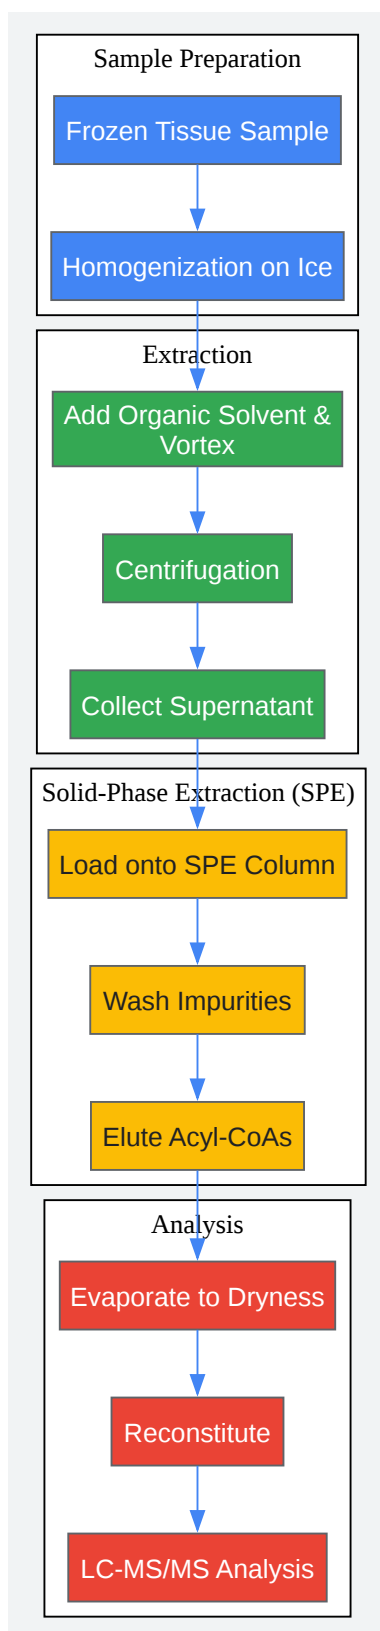 Sample Preparation
Frozen Tissue Sample
Homogenization on Ice
Extraction
Add Organic Solvent &
Vortex
Centrifugation
Collect Supernatant
Solid-Phase Extraction (SPE)
Load onto SPE Column
Wash Impurities
Elute Acyl-CoAs
Analysis
Evaporate to Dryness
Reconstitute
LC-MS/MS Analysis